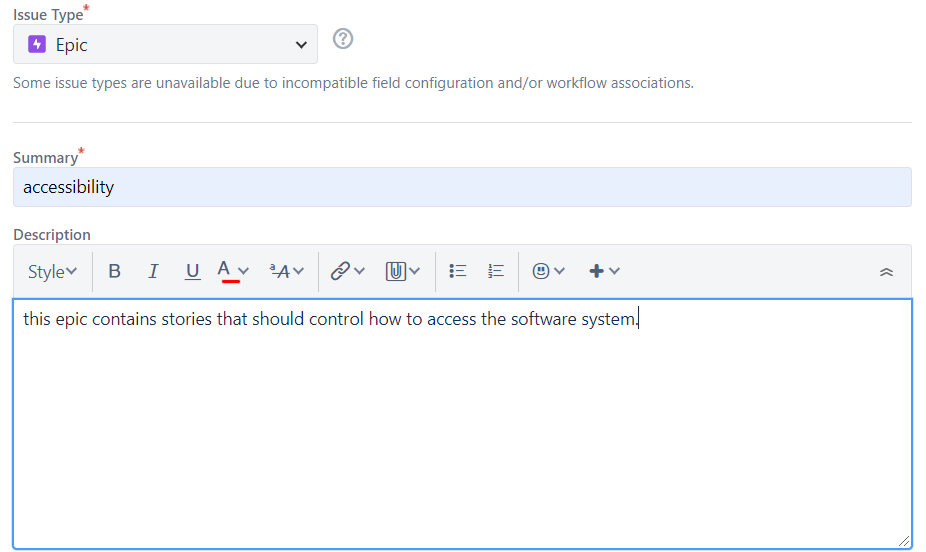 Issue Type*
Epic
Some issue types are unavailable due to incompatible field configuration and/or workflow associations.
Summary*
accessibility
Description
Style B I U A ªA
this epic contains stories that should control how to access the software system.